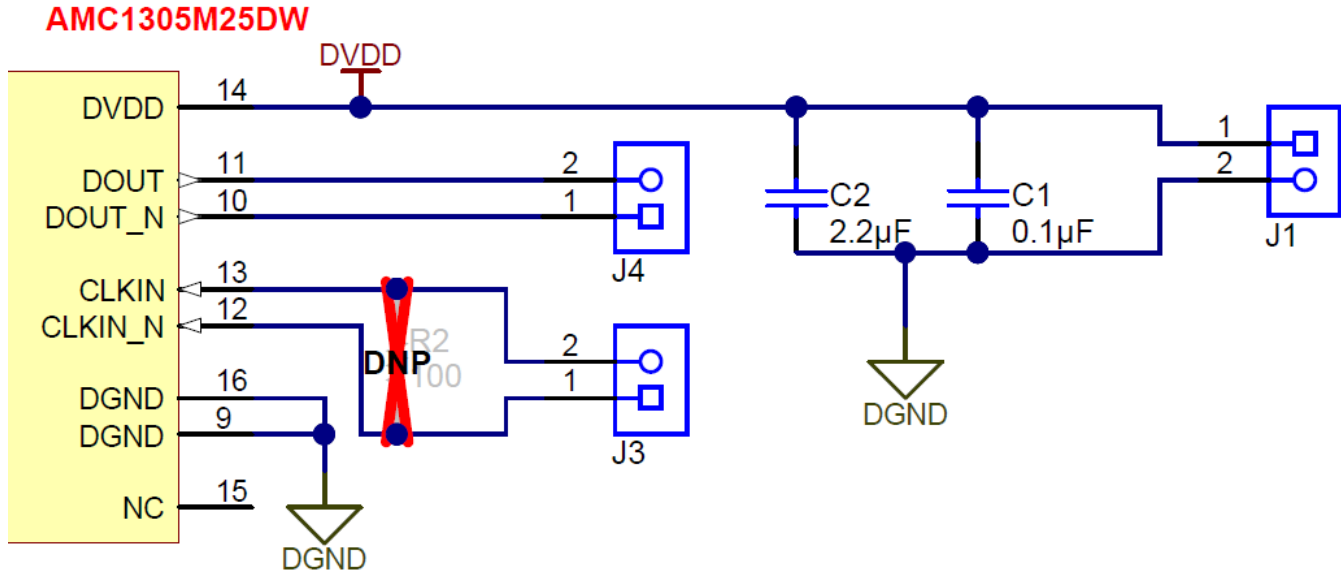 AMC1305M25DW
DVDD
DVDD 14
DOUT 11
DOUT_N 10
CLKIN 13
CLKIN_N 12
DGND 16
DGND 9
NC 15
DGND
2
1
J4
R2
DNP
100
2
1
J3
C2
2.2µF
C1
0.1µF
DGND
1
2
J1